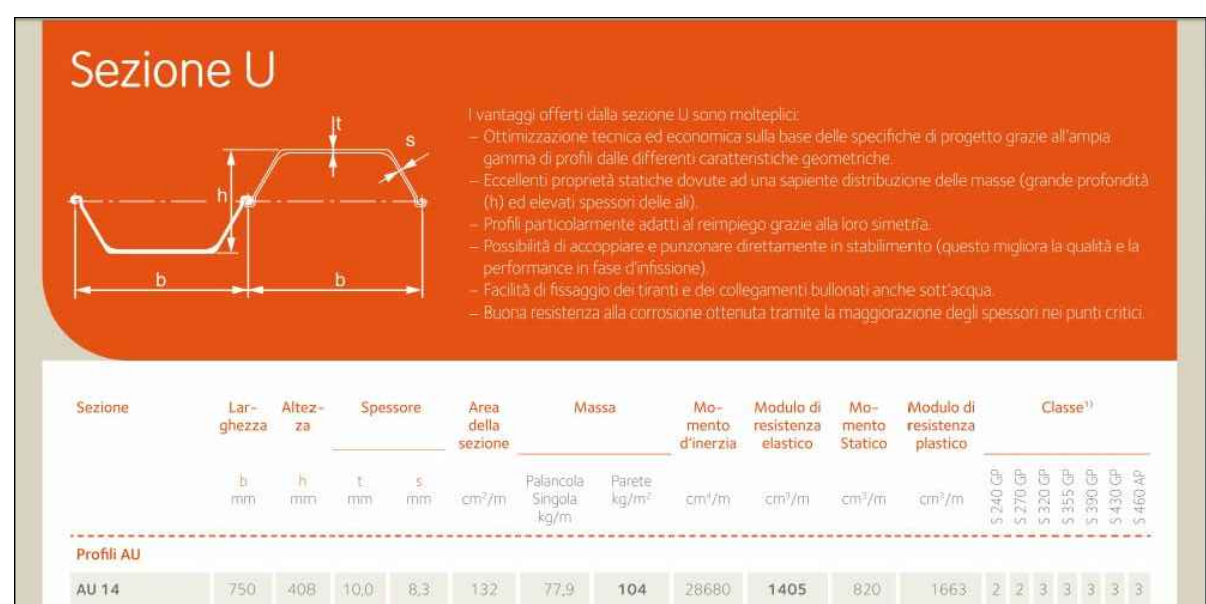 Sezione U
t
s
h
b
b
I vantaggi offerti dalla sezione U sono molteplici:
– Ottimizzazione tecnica ed economica sulla base delle specifiche di progetto grazie all'ampia
gamma di profili dalle differenti caratteristiche geometriche.
– Eccellenti proprietà statiche dovute ad una sapiente distribuzione delle masse (grande profondità
(h) ed elevati spessori delle ali).
– Profili particolarmente adatti al reimpiego grazie alla loro simetría.
– Possibilità di accoppiare e punzonare direttamente in stabilimento (questo migliora la qualità e la
performance in fase d'infissione).
– Facilità di fissaggio dei tiranti e dei collegamenti bullonati anche sott'acqua.
– Buona resistenza alla corrosione ottenuta tramite la maggiorazione degli spessori nei punti critici.
Sezione Lar- Altez- Spessore Area Massa Mo- Modulo di Mo- Modulo di Classe¹⁾
ghezza za della mento resistenza mento resistenza
sezione d'inerzia elastico Statico plastico
b h t s Palancola Parete
mm mm mm mm cm²/m Singola kg/m² cm⁴/m cm³/m cm³/m cm³/m
kg/m
S 240 GP
S 270 GP
S 320 GP
S 355 GP
S 390 GP
S 430 GP
S 460 AP
Profili AU
AU 14 750 408 10,0 8,3 132 77,9 104 28680 1405 820 1663 2 2 3 3 3 3 3